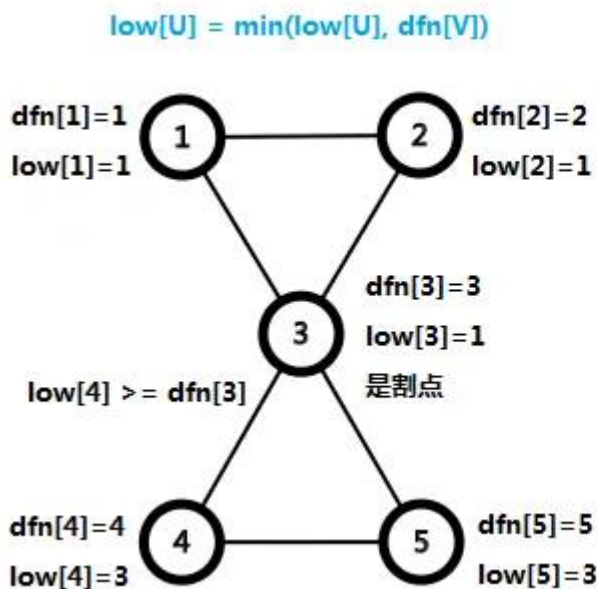 low[U] = min(low[U], dfn[V])
dfn[1]=1
low[1]=1
1
2
dfn[2]=2
low[2]=1
3
dfn[3]=3
low[3]=1
是割点
low[4] >= dfn[3]
dfn[4]=4
low[4]=3
4
5
dfn[5]=5
low[5]=3